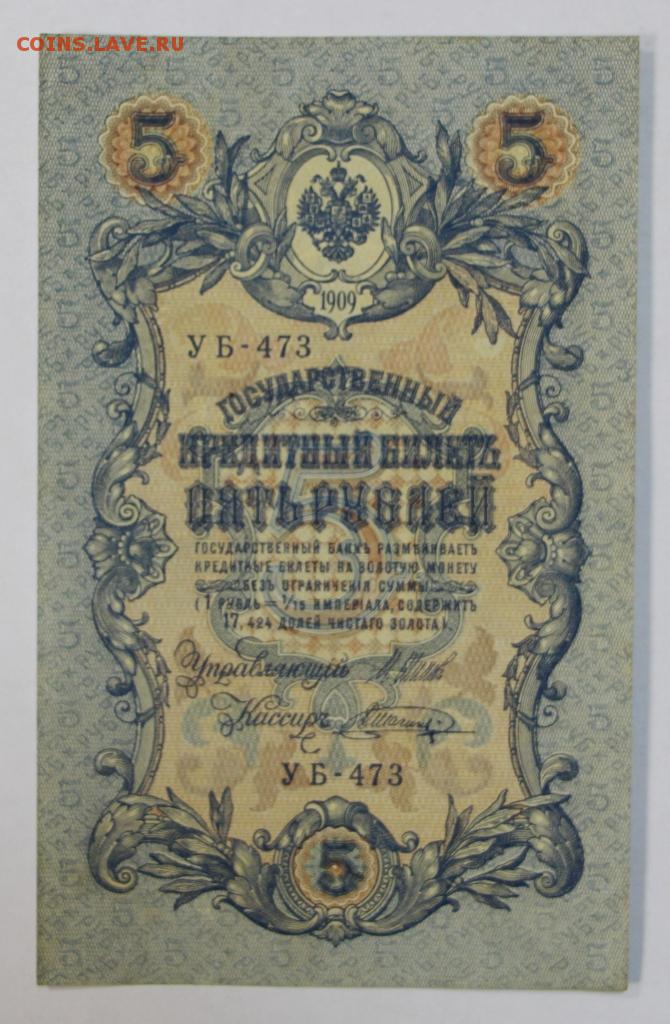 COINS.LAVE.RU
5 5
1909
УБ-473
ГОСУДАРСТВЕННЫЙ
КРЕДИТНЫЙ БИЛЕТЪ
ПЯТЬ РУБЛЕЙ
ГОСУДАРСТВЕННЫЙ БАНКЪ РАЗМѢНИВАЕТЪ
КРЕДИТНЫЕ БИЛЕТЫ НА ЗОЛОТУЮ МОНЕТУ
БЕЗЪ ОГРАНИЧЕНІЯ СУММЫ
(1 РУБЛЬ = 1/15 ИМПЕРІАЛА, СОДЕРЖИТЪ
17,424 ДОЛЕЙ ЧИСТАГО ЗОЛОТА).
Управляющій
Кассиръ
УБ-473
5